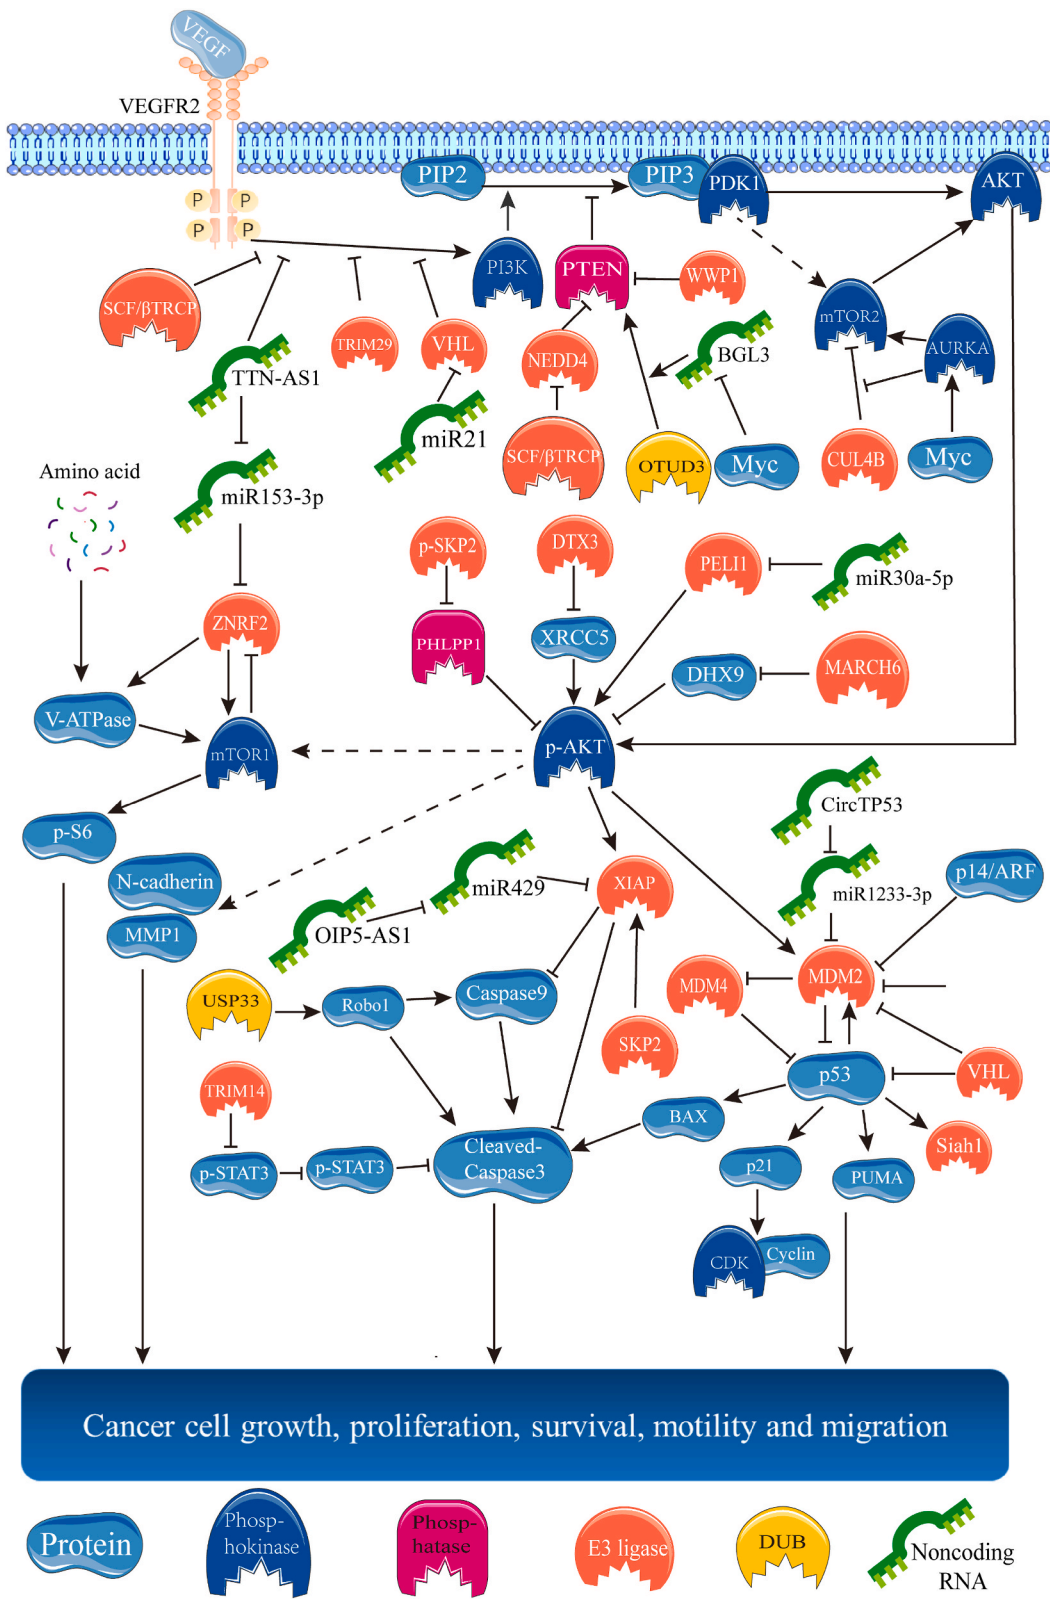 VEGF
VEGFR2
P
P
P
P
PIP2
PIP3
PDK1
AKT
PI3K
PTEN
WWP1
SCF/βTRCP
TRIM29
VHL
NEDD4
BGL3
mTOR2
AURKA
TTN-AS1
miR21
SCF/βTRCP
OTUD3
Myc
CUL4B
Myc
Amino acid
miR153-3p
p-SKP2
DTX3
PELI1
miR30a-5p
ZNRF2
PHLPP1
XRCC5
DHX9
MARCH6
V-ATPase
mTOR1
p-AKT
p-S6
CircTP53
N-cadherin
miR429
XIAP
miR1233-3p
p14/ARF
MMP1
OIP5-AS1
USP33
Robo1
Caspase9
MDM4
MDM2
SKP2
TRIM14
p53
VHL
BAX
p-STAT3
p-STAT3
Cleaved-
Caspase3
p21
PUMA
Siah1
CDK
Cyclin
Cancer cell growth, proliferation, survival, motility and migration
Protein
Phosp-
hokinase
Phosp-
hatase
E3 ligase
DUB
Noncoding
RNA